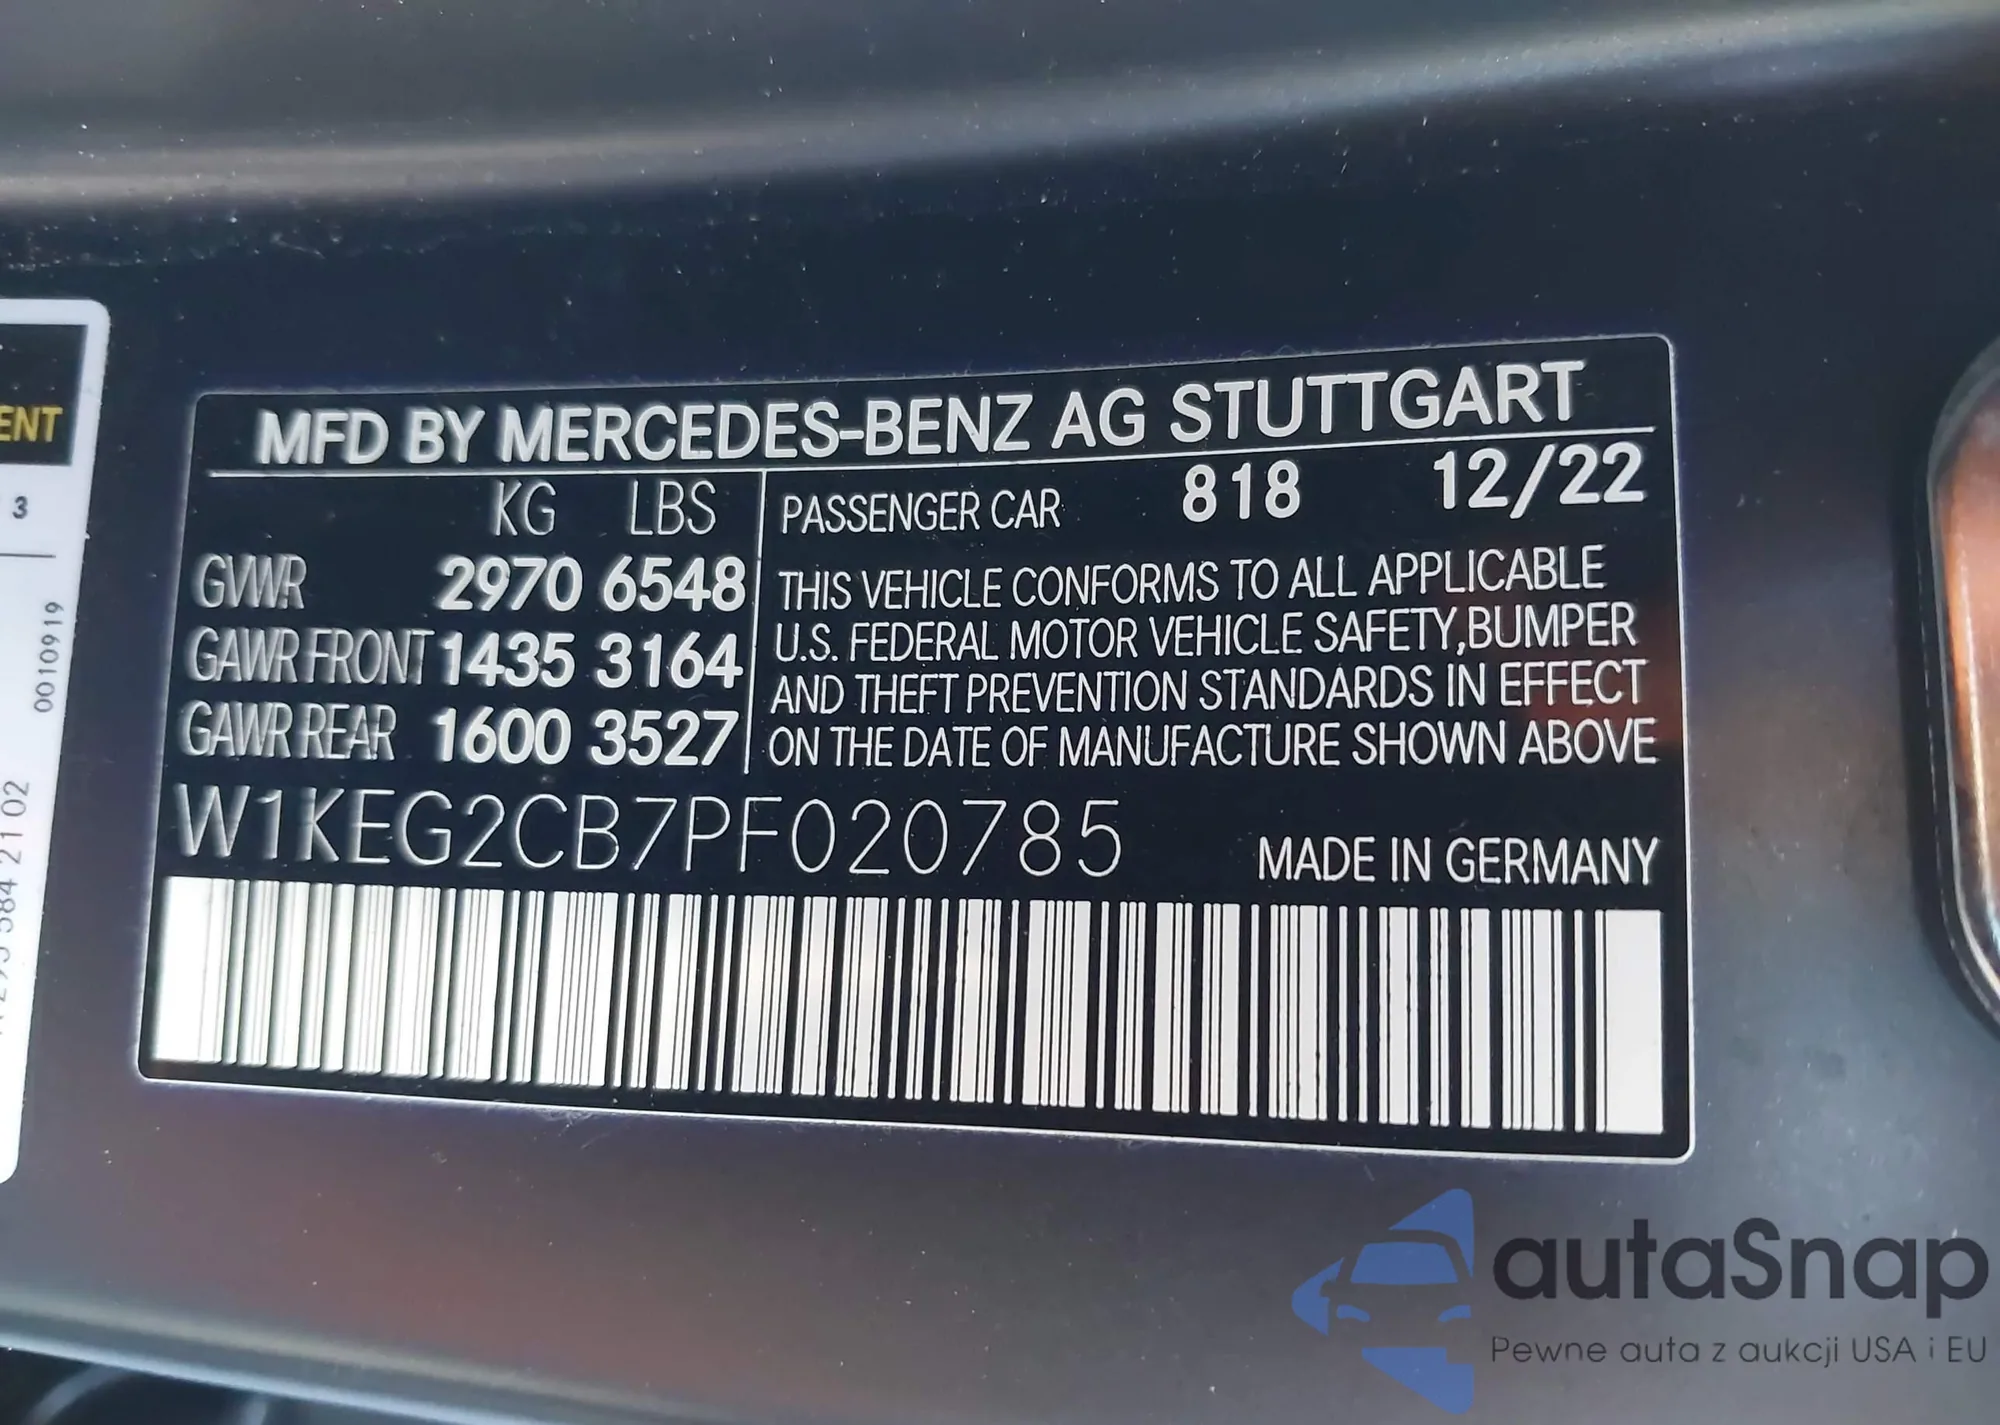 MFD BY MERCEDES-BENZ AG STUTTGART
KG LBS
GVWR 2970 6548
GAWR FRONT 1435 3164
GAWR REAR 1600 3527
PASSENGER CAR 818 12/22
THIS VEHICLE CONFORMS TO ALL APPLICABLE
U.S. FEDERAL MOTOR VEHICLE SAFETY,BUMPER
AND THEFT PREVENTION STANDARDS IN EFFECT
ON THE DATE OF MANUFACTURE SHOWN ABOVE
W1KEG2CB7PF020785
MADE IN GERMANY
ENT
3
0010919
584 21 02
autaSnap
Pewne auta z aukcji USA i EU